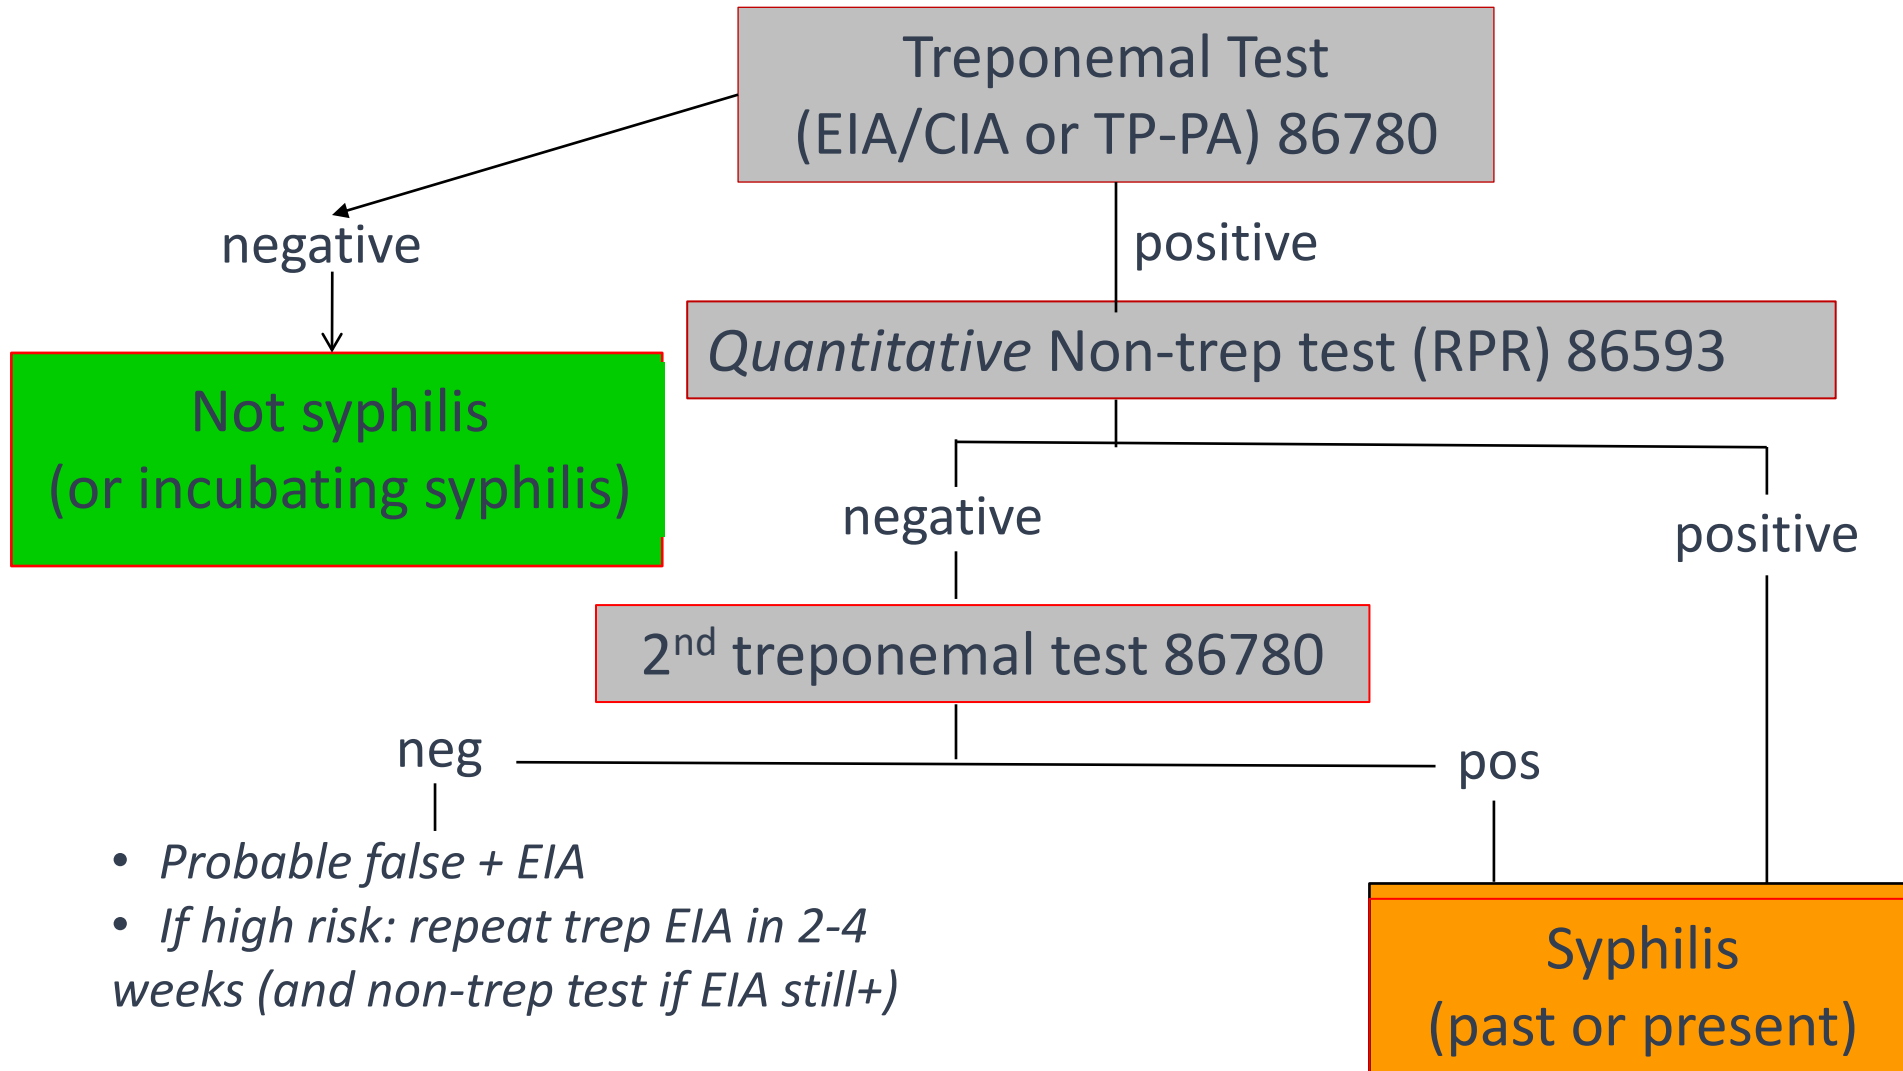 Treponemal Test
(EIA/CIA or TP-PA) 86780
negative
positive
Quantitative Non-trep test (RPR) 86593
Not syphilis
(or incubating syphilis)
negative
positive
2nd treponemal test 86780
neg
pos
• Probable false + EIA
• If high risk: repeat trep EIA in 2-4
weeks (and non-trep test if EIA still+)
Syphilis
(past or present)